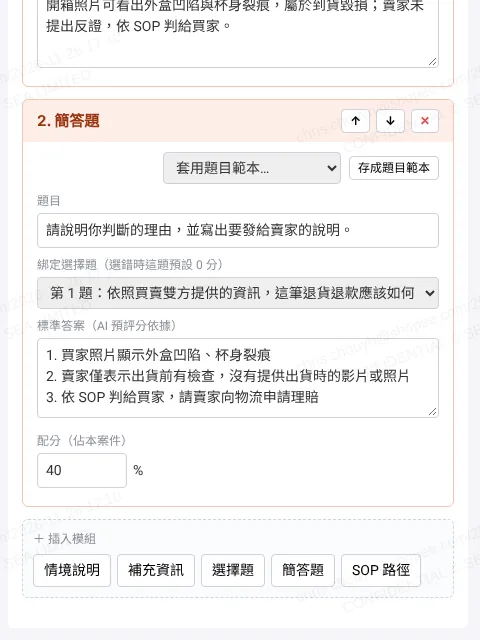 開箱照片可看出外盒凹陷與杯身裂痕，屬於到貨毀損；賣家未
提出反證，依 SOP 判給買家。
2. 簡答題
↑ ↓ ×
套用題目範本... 存成題目範本
題目
請說明你判斷的理由，並寫出要發給賣家的說明。
綁定選擇題（選錯時這題預設 0 分）
第 1 題：依照買賣雙方提供的資訊，這筆退貨退款應該如何
標準答案（AI 預評分依據）
1. 買家照片顯示外盒凹陷、杯身裂痕
2. 賣家僅表示出貨前有檢查，沒有提供出貨時的影片或照片
3. 依 SOP 判給買家，請賣家向物流申請理賠
配分（佔本案件）
40 %
＋ 插入模組
情境說明 補充資訊 選擇題 簡答題 SOP 路徑